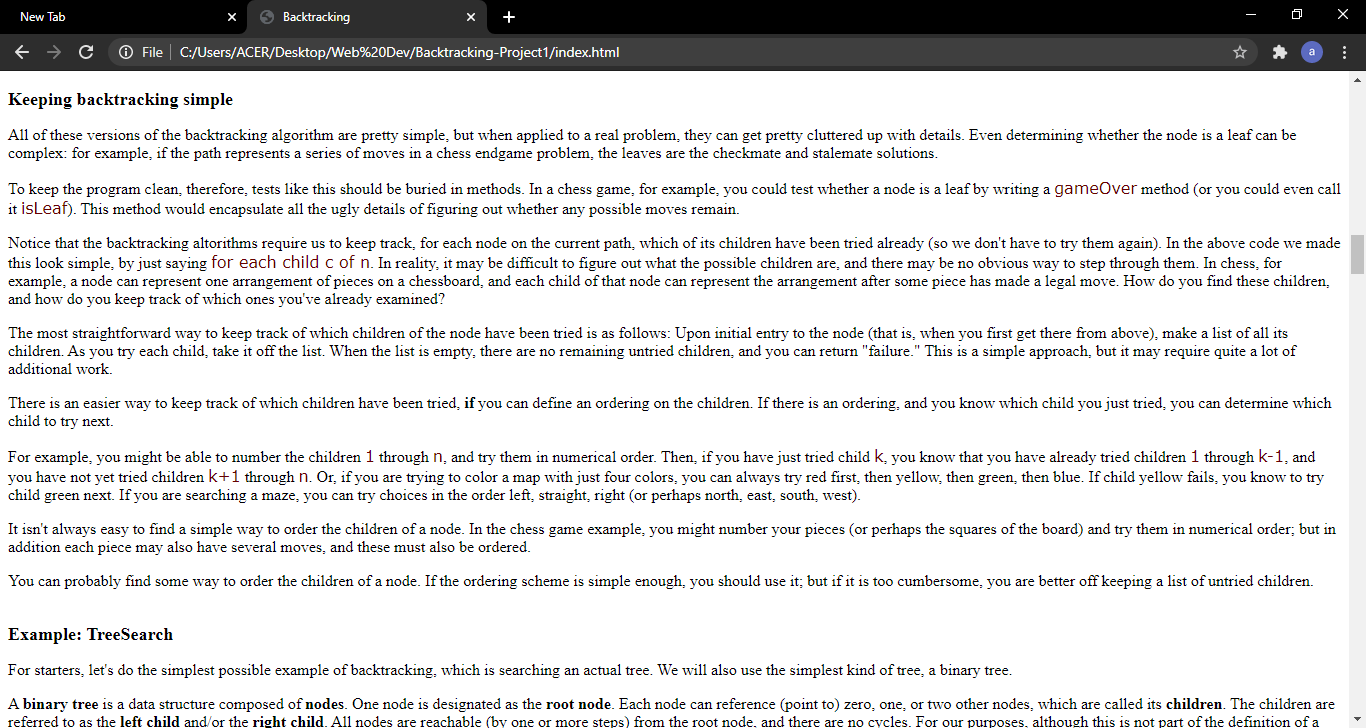 New Tab
Backtracking
File
C:/Users/ACER/Desktop/Web%20Dev/Backtracking-Project1/index.html
a
Keeping backtracking simple
All of these versions of the backtracking algorithm are pretty simple, but when applied to a real problem, they can get pretty cluttered up with details. Even determining whether the node is a leaf can be
complex: for example, if the path represents a series of moves in a chess endgame problem, the leaves are the checkmate and stalemate solutions.
To keep the program clean, therefore, tests like this should be buried in methods. In a chess game, for example, you could test whether a node is a leaf by writing a gameOver method (or you could even call
it isLeaf). This method would encapsulate all the ugly details of figuring out whether any possible moves remain.
Notice that the backtracking altorithms require us to keep track, for each node on the current path, which of its children have been tried already (so we don't have to try them again). In the above code we made
this look simple, by just saying for each child c of n. In reality, it may be difficult to figure out what the possible children are, and there may be no obvious way to step through them. In chess, for
example, a node can represent one arrangement of pieces on a chessboard, and each child of that node can represent the arrangement after some piece has made a legal move. How do you find these children,
and how do you keep track of which ones you've already examined?
The most straightforward way to keep track of which children of the node have been tried is as follows: Upon initial entry to the node (that is, when you first get there from above), make a list of all its
children. As you try each child, take it off the list. When the list is empty, there are no remaining untried children, and you can return "failure." This is a simple approach, but it may require quite a lot of
additional work.
There is an easier way to keep track of which children have been tried, if you can define an ordering on the children. If there is an ordering, and you know which child you just tried, you can determine which
child to try next.
For example, you might be able to number the children 1 through n, and try them in numerical order. Then, if you have just tried child k, you know that you have already tried children 1 through k-1, and
you have not yet tried children k+1 through n. Or, if you are trying to color a map with just four colors, you can always try red first, then yellow, then green, then blue. If child yellow fails, you know to try
child green next. If you are searching a maze, you can try choices in the order left, straight, right (or perhaps north, east, south, west).
It isn't always easy to find a simple way to order the children of a node. In the chess game example, you might number your pieces (or perhaps the squares of the board) and try them in numerical order; but in
addition each piece may also have several moves, and these must also be ordered.
You can probably find some way to order the children of a node. If the ordering scheme is simple enough, you should use it; but if it is too cumbersome, you are better off keeping a list of untried children.
Example: TreeSearch
For starters, let's do the simplest possible example of backtracking, which is searching an actual tree. We will also use the simplest kind of tree, a binary tree.
A binary tree is a data structure composed of nodes. One node is designated as the root node. Each node can reference (point to) zero, one, or two other nodes, which are called its children. The children are
referred to as the left child and/or the right child. All nodes are reachable (by one or more steps) from the root node, and there are no cycles. For our purposes, although this is not part of the definition of a